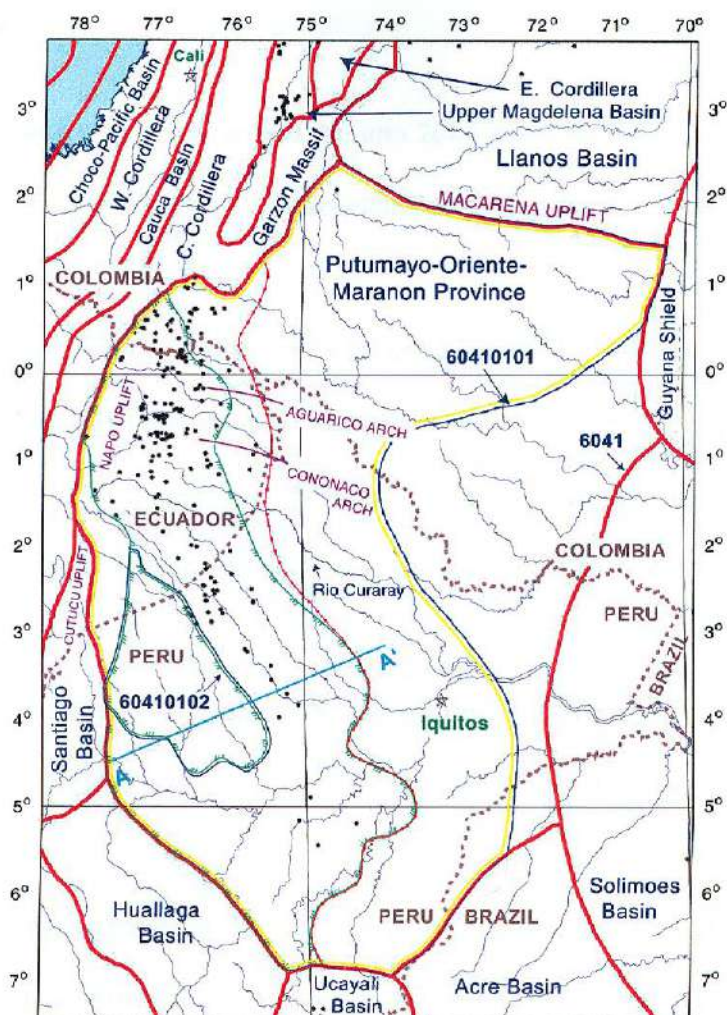 78° 77° 76° 75° 74° 73° 72° 71° 70°
Cali
E. Cordillera
Upper Magdelena Basin
3°
Choco-Pacific Basin
W. Cordillera
Cauca Basin
C. Cordillera
Garzon Massif
Llanos Basin
2°
MACARENA UPLIFT
COLOMBIA
1°
Putumayo-Oriente-
Maranon Province
Guyana Shield
60410101
0°
NAPO UPLIFT
AGUARICO ARCH
6041
1°
CONONACO
ARCH
ECUADOR
2°
COLOMBIA
CUTUCU UPLIFT
Rio Curaray
PERU
3°
PERU
A'
BRAZIL
60410102
Santiago
Basin
4°
Iquitos
A
5°
6°
Huallaga
Basin
PERU
BRAZIL
Solimoes
Basin
7°
Ucayali
Basin
Acre Basin